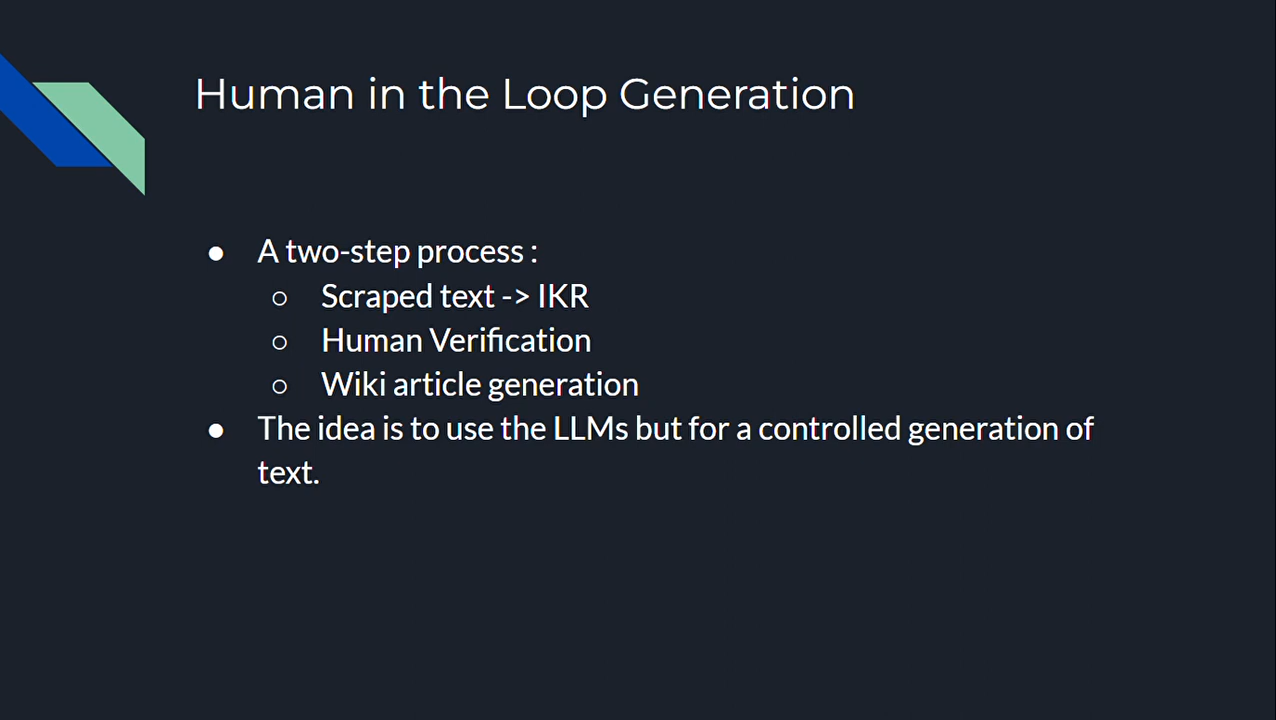 Human in the Loop Generation
● A two-step process :
○ Scraped text -> IKR
○ Human Verification
○ Wiki article generation
● The idea is to use the LLMs but for a controlled generation of
text.